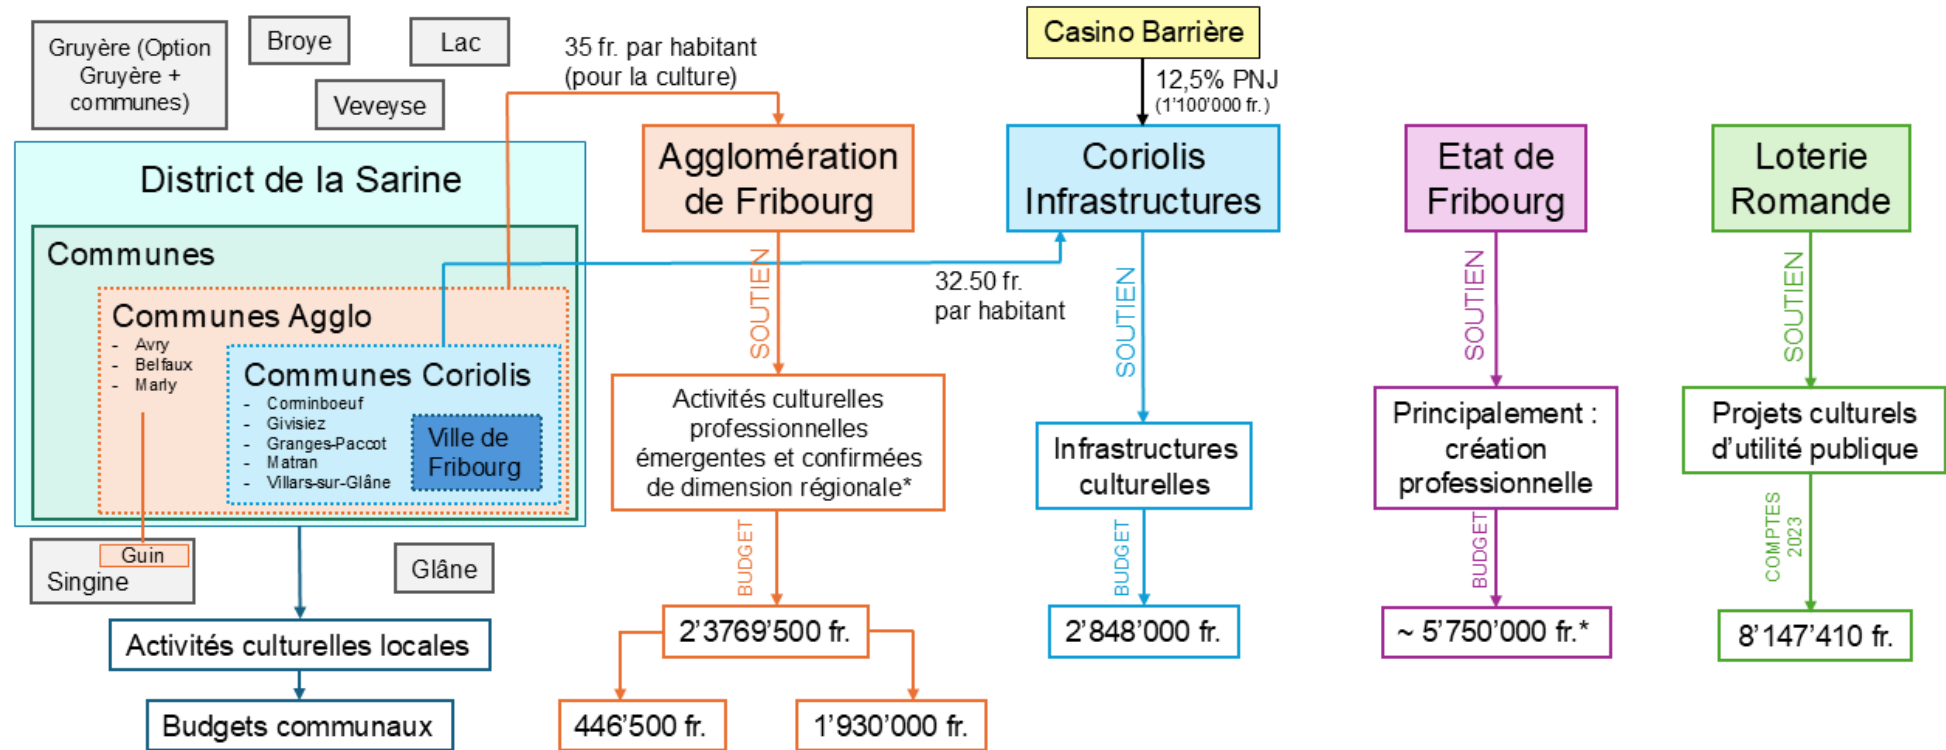 Gruyère (Option
Gruyère +
communes)
Broye
Lac
Veveyse
35 fr. par habitant
(pour la culture)
Casino Barrière
12,5% PNJ
(1'100'000 fr.)
District de la Sarine
Communes
Communes Agglo
- Avry
- Belfaux
- Marly
Communes Coriolis
- Corminboeuf
- Givisiez
- Granges-Paccot
- Matran
- Villars-sur-Glâne
Ville de
Fribourg
Guin
Singine
Glâne
Activités culturelles locales
Budgets communaux
Agglomération
de Fribourg
SOUTIEN
Activités culturelles
professionnelles
émergentes et confirmées
de dimension régionale*
BUDGET
2'3769'500 fr.
446'500 fr.
1'930'000 fr.
32.50 fr.
par habitant
Coriolis
Infrastructures
SOUTIEN
Infrastructures
culturelles
BUDGET
2'848'000 fr.
Etat de
Fribourg
SOUTIEN
Principalement :
création
professionnelle
BUDGET
~ 5'750'000 fr.*
Loterie
Romande
SOUTIEN
Projets culturels
d'utilité publique
COMPTES
2023
8'147'410 fr.